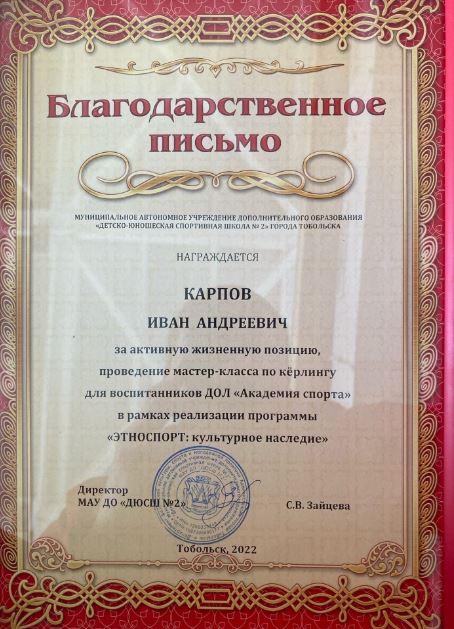 Благодарственное
письмо
МУНИЦИПАЛЬНОЕ АВТОНОМНОЕ УЧРЕЖДЕНИЕ ДОПОЛНИТЕЛЬНОГО ОБРАЗОВАНИЯ
«ДЕТСКО-ЮНОШЕСКАЯ СПОРТИВНАЯ ШКОЛА № 2» ГОРОДА ТОБОЛЬСКА
НАГРАЖДАЕТСЯ
КАРПОВ
ИВАН АНДРЕЕВИЧ
за активную жизненную позицию,
проведение мастер-класса по кёрлингу
для воспитанников ДОЛ «Академия спорта»
в рамках реализации программы
«ЭТНОСПОРТ: культурное наследие»
Директор
МАУ ДО «ДЮСШ №2»
С.В. Зайцева
Тобольск, 2022